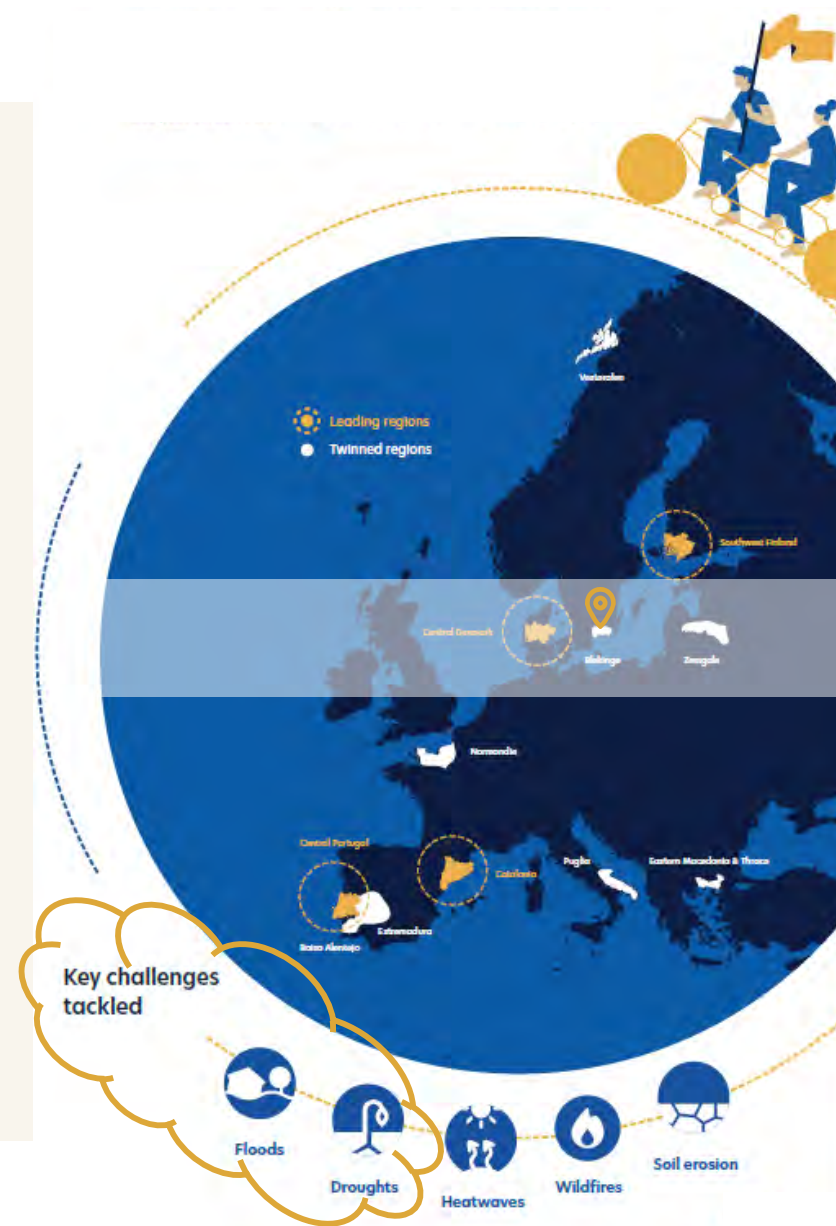 Leading regions
Twinned regions
Vesterålen
Southwest Finland
Central Denmark
Blekinge
Zemgale
Normandie
Central Portugal
Catalonia
Puglia
Eastern Macedonia & Thrace
Extremadura
Baixo Alentejo
Key challenges
tackled
Floods
Droughts
Heatwaves
Wildfires
Soil erosion